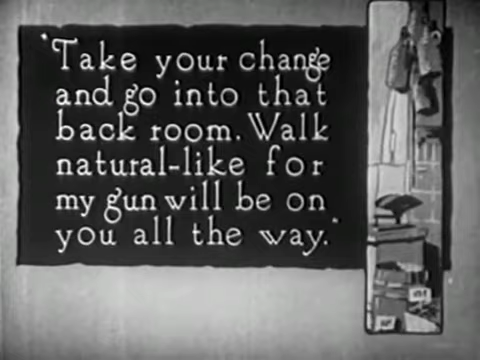 "Take your change
and go into that
back room. Walk
natural-like for
my gun will be on
you all the way."